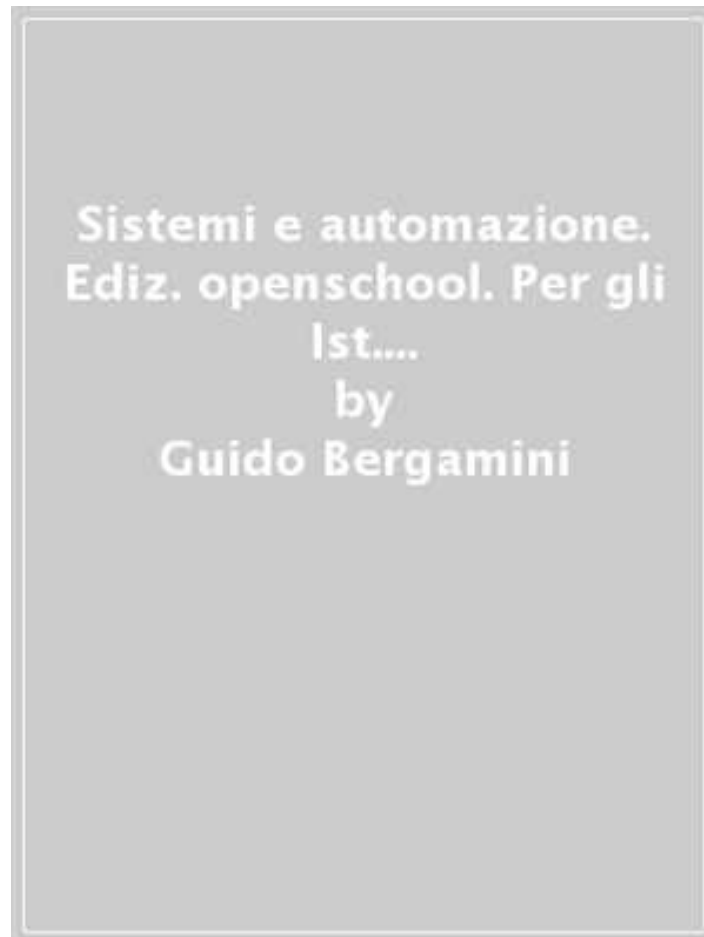 Sistemi e automazione.
Ediz. openschool. Per gli
Ist....
by
Guido Bergamini